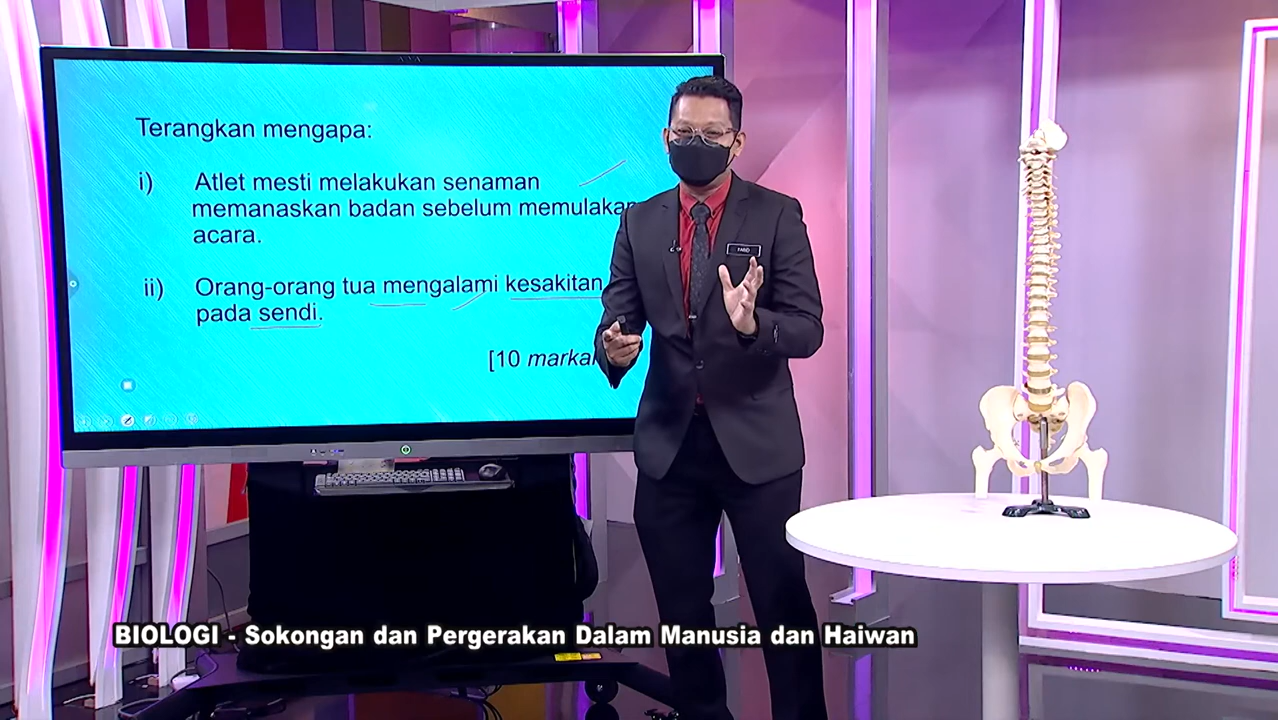 Terangkan mengapa:
i) Atlet mesti melakukan senaman
memanaskan badan sebelum memulakan
acara.
ii) Orang-orang tua mengalami kesakitan
pada sendi.
[10 markah
BIOLOGI - Sokongan dan Pergerakan Dalam Manusia dan Haiwan